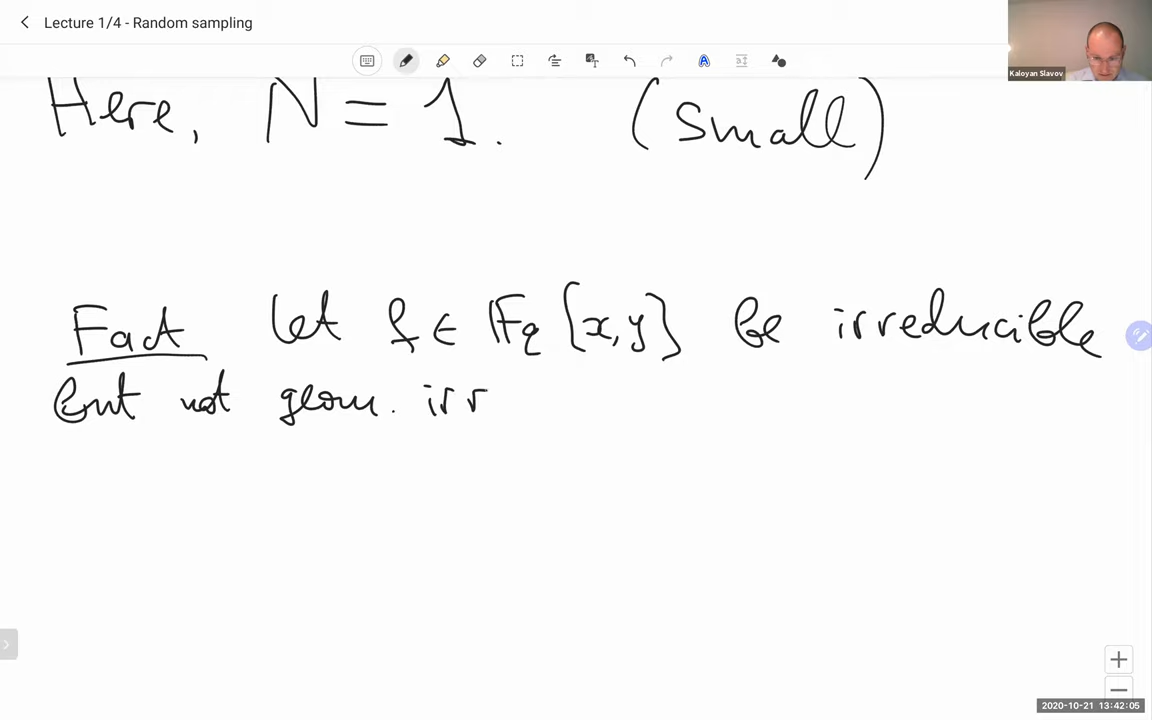 Lecture 1/4 - Random sampling
Kaloyan Slavov
Here, N = 1. (small)
Fact Let f ∈ 𝔽q [x,y] be irreducible
but not geom. irr
2020-10-21 13:42:05